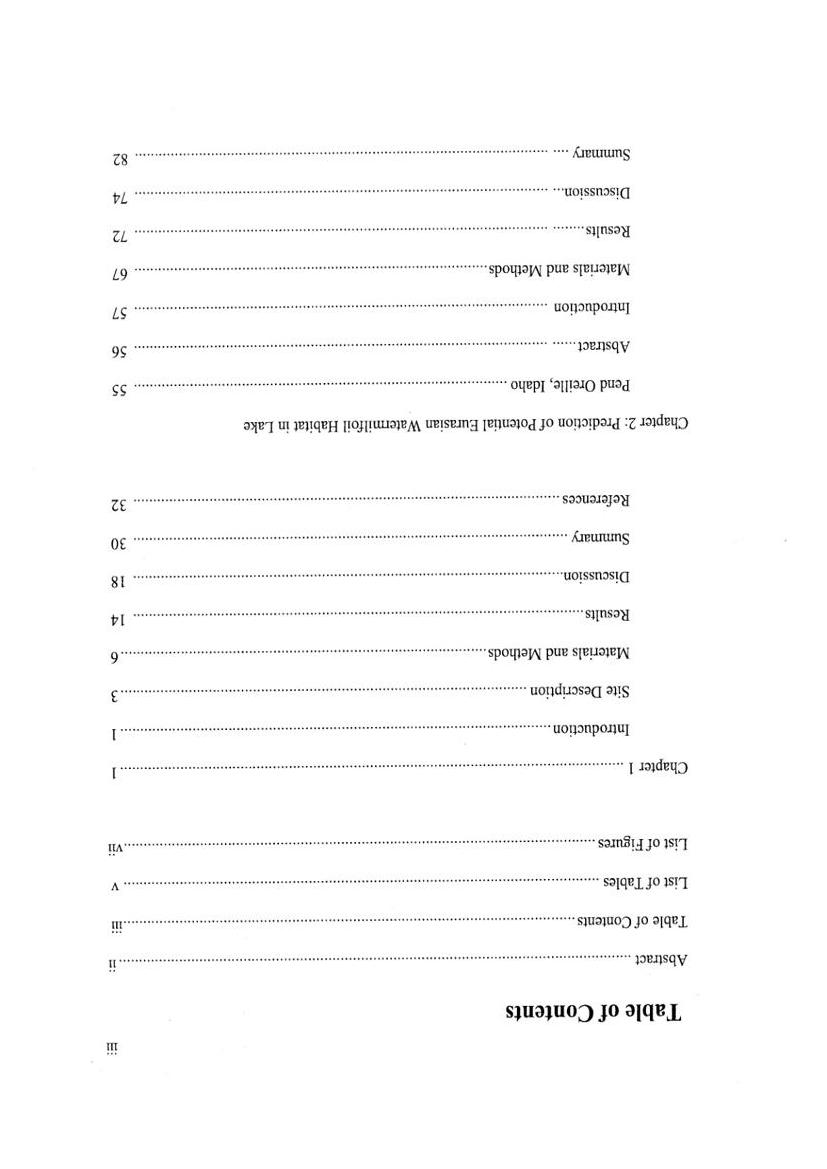 iii
Table of Contents
Abstract ........................................ ii
Table of Contents ........................................ iii
List of Tables ........................................ v
List of Figures ........................................ vii
Chapter 1 ........................................ 1
Introduction ........................................ 1
Site Description ........................................ 3
Materials and Methods ........................................ 6
Results ........................................ 14
Discussion ........................................ 18
Summary ........................................ 30
References ........................................ 32
Chapter 2: Prediction of Potential Eurasian Watermilfoil Habitat in Lake
Pend Oreille, Idaho ........................................ 55
Abstract ........................................ 56
Introduction ........................................ 57
Materials and Methods ........................................ 67
Results ........................................ 72
Discussion ........................................ 74
Summary ........................................ 82